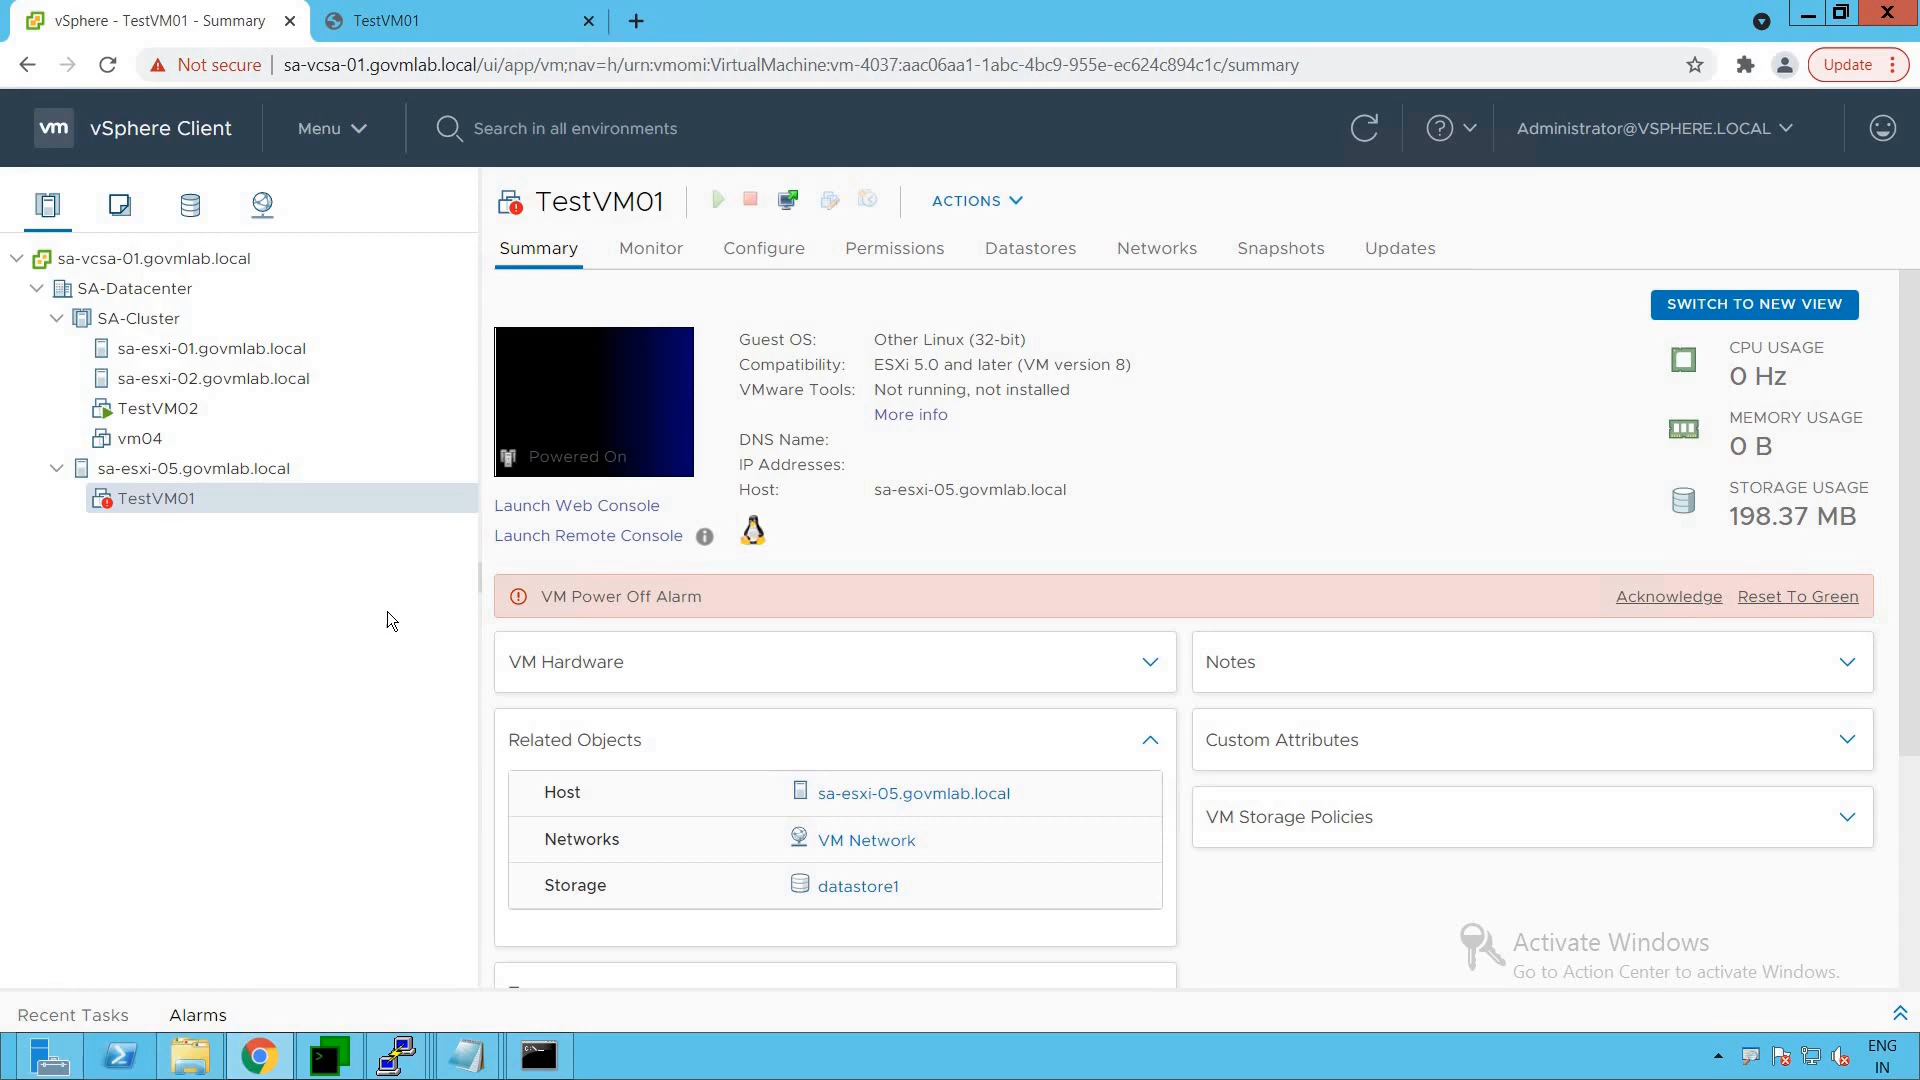 vSphere - TestVM01 - Summary
TestVM01
Not secure
sa-vcsa-01.govmlab.local/ui/app/vm;nav=h/urn:vmomi:VirtualMachine:vm-4037:aac06aa1-1abc-4bc9-955e-ec624c894c1c/summary
Update
vm
vSphere Client
Menu
Search in all environments
Administrator@VSPHERE.LOCAL
sa-vcsa-01.govmlab.local
SA-Datacenter
SA-Cluster
sa-esxi-01.govmlab.local
sa-esxi-02.govmlab.local
TestVM02
vm04
sa-esxi-05.govmlab.local
TestVM01
TestVM01
ACTIONS
Summary
Monitor
Configure
Permissions
Datastores
Networks
Snapshots
Updates
SWITCH TO NEW VIEW
Powered On
Launch Web Console
Launch Remote Console
Guest OS: Other Linux (32-bit)
Compatibility: ESXi 5.0 and later (VM version 8)
VMware Tools: Not running, not installed
More info
DNS Name:
IP Addresses:
Host: sa-esxi-05.govmlab.local
CPU USAGE
0 Hz
MEMORY USAGE
0 B
STORAGE USAGE
198.37 MB
VM Power Off Alarm
Acknowledge
Reset To Green
VM Hardware
Related Objects
Host sa-esxi-05.govmlab.local
Networks VM Network
Storage datastore1
Notes
Custom Attributes
VM Storage Policies
Activate Windows
Go to Action Center to activate Windows.
Recent Tasks
Alarms
ENG
IN